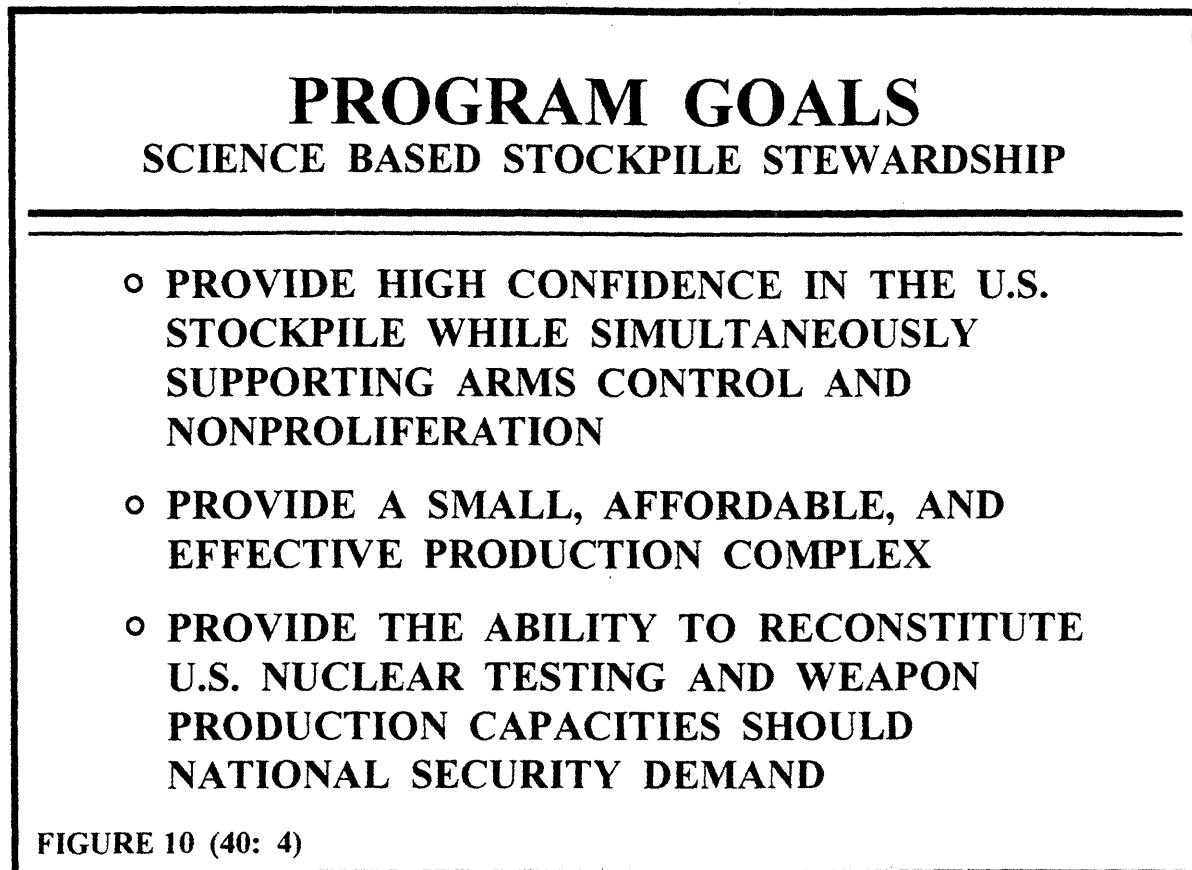 PROGRAM GOALS
SCIENCE BASED STOCKPILE STEWARDSHIP
o PROVIDE HIGH CONFIDENCE IN THE U.S.
STOCKPILE WHILE SIMULTANEOUSLY
SUPPORTING ARMS CONTROL AND
NONPROLIFERATION
o PROVIDE A SMALL, AFFORDABLE, AND
EFFECTIVE PRODUCTION COMPLEX
o PROVIDE THE ABILITY TO RECONSTITUTE
U.S. NUCLEAR TESTING AND WEAPON
PRODUCTION CAPACITIES SHOULD
NATIONAL SECURITY DEMAND
FIGURE 10 (40: 4)